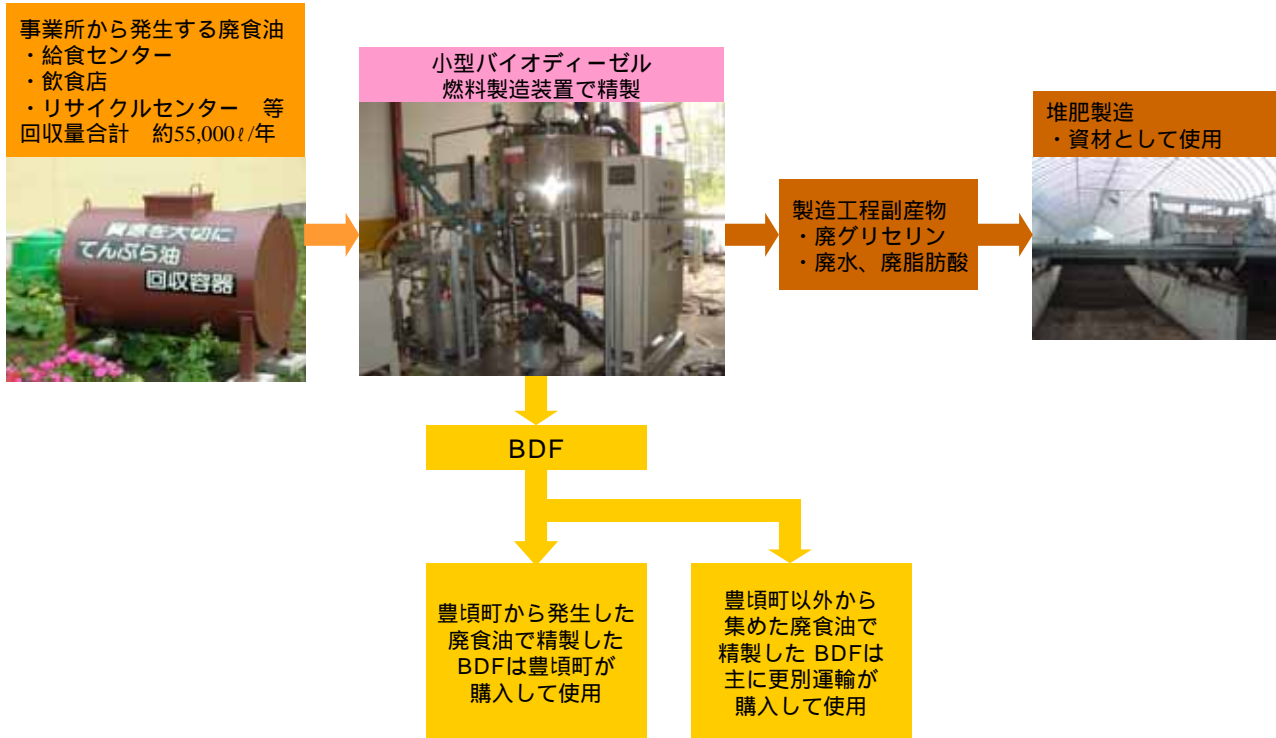 事業所から発生する廃食油
・給食センター
・飲食店
・リサイクルセンター　等
回収量合計　約55,000ℓ/年
資源を大切に
てんぷら油
回収容器
小型バイオディーゼル
燃料製造装置で精製
製造工程副産物
・廃グリセリン
・廃水、廃脂肪酸
堆肥製造
・資材として使用
BDF
豊頃町から発生した
廃食油で精製した
BDFは豊頃町が
購入して使用
豊頃町以外から
集めた廃食油で
精製した BDFは
主に更別運輸が
購入して使用